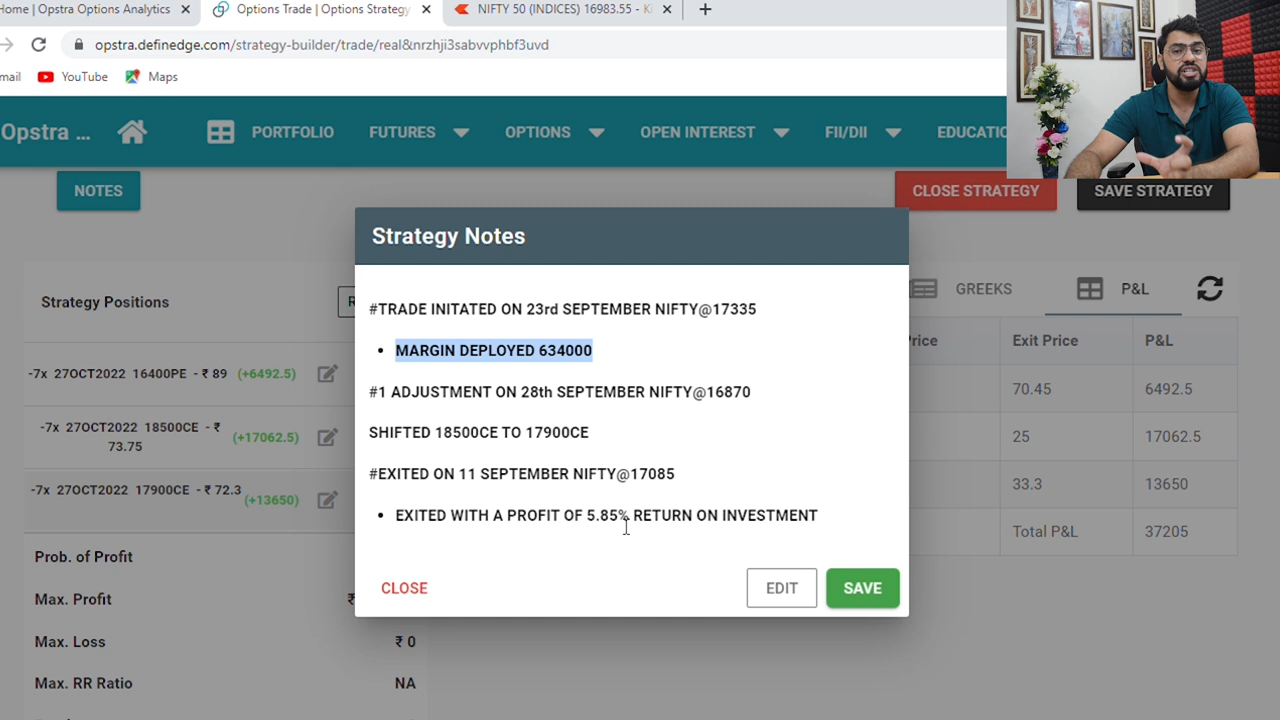 Home | Opstra Options Analytics
Options Trade | Options Strategy
NIFTY 50 (INDICES) 16983.55 -
opstra.definedge.com/strategy-builder/trade/real&nrzhji3sabvvphbf3uvd
mail
YouTube
Maps
Opstra ...
PORTFOLIO
FUTURES
OPTIONS
OPEN INTEREST
FII/DII
NOTES
CLOSE STRATEGY
SAVE STRATEGY
Strategy Notes
Strategy Positions
#TRADE INITATED ON 23rd SEPTEMBER NIFTY@17335
• MARGIN DEPLOYED 634000
#1 ADJUSTMENT ON 28th SEPTEMBER NIFTY@16870
SHIFTED 18500CE TO 17900CE
#EXITED ON 11 SEPTEMBER NIFTY@17085
• EXITED WITH A PROFIT OF 5.85% RETURN ON INVESTMENT
CLOSE
EDIT
SAVE
-7x 27OCT2022 16400PE - ₹ 89 (+6492.5)
-7x 27OCT2022 18500CE - ₹
73.75
(+17062.5)
-7x 27OCT2022 17900CE - ₹ 72.3
(+13650)
Prob. of Profit
Max. Profit ₹
Max. Loss ₹ 0
Max. RR Ratio NA
GREEKS
P&L
Price Exit Price P&L
70.45 6492.5
25 17062.5
33.3 13650
Total P&L 37205